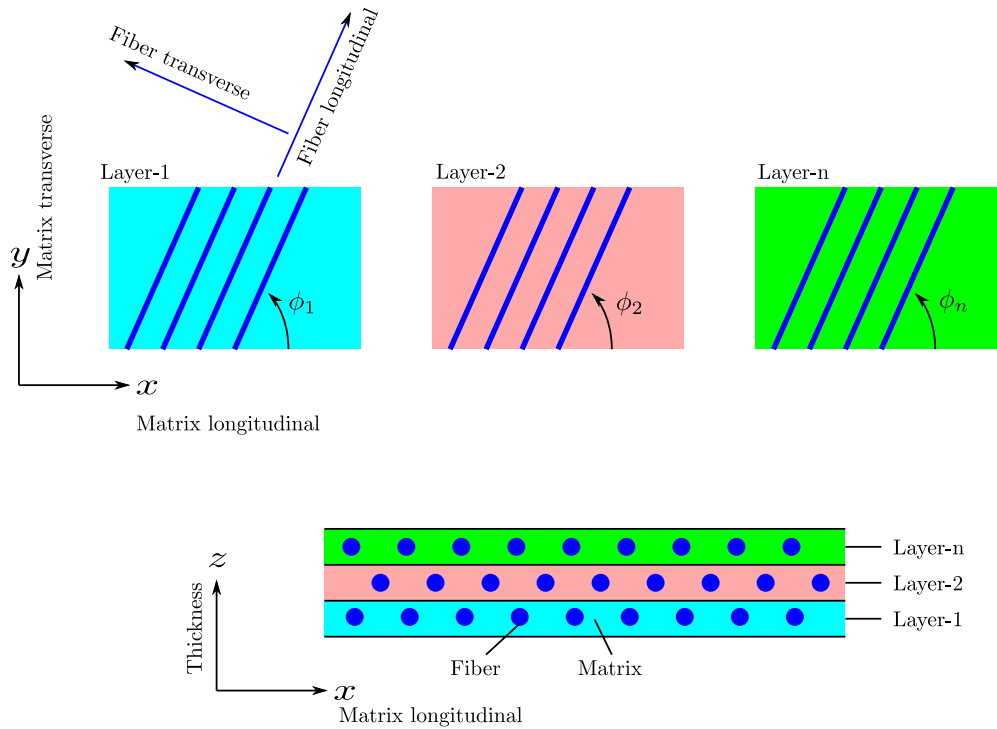 Fiber transverse
Fiber longitudinal
Layer-1
Layer-2
Layer-n
Matrix transverse
y
ϕ₁
ϕ₂
ϕₙ
x
Matrix longitudinal
z
Thickness
Layer-n
Layer-2
Layer-1
Fiber
Matrix
x
Matrix longitudinal